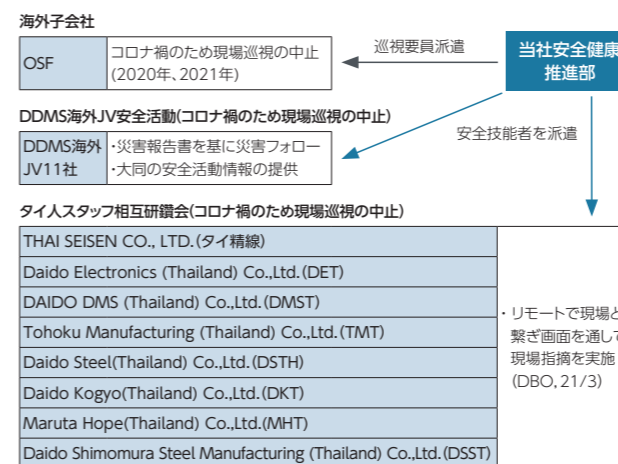 海外子会社
OSF
コロナ禍のため現場巡視の中止
(2020年、2021年)
巡視要員派遣
当社安全健康
推進部
DDMS海外JV安全活動(コロナ禍のため現場巡視の中止)
DDMS海外
JV11社
・災害報告書を基に災害フォロー
・大同の安全活動情報の提供
安全技能者を派遣
タイ人スタッフ相互研鑽会(コロナ禍のため現場巡視の中止)
THAI SEISEN CO., LTD.(タイ精線)
Daido Electronics (Thailand) Co.,Ltd.(DET)
DAIDO DMS (Thailand) Co.,Ltd.(DMST)
Tohoku Manufacturing (Thailand) Co.,Ltd.(TMT)
Daido Steel(Thailand) Co.,Ltd.(DSTH)
Daido Kogyo(Thailand) Co.,Ltd.(DKT)
Maruta Hope(Thailand) Co.,Ltd.(MHT)
Daido Shimomura Steel Manufacturing (Thailand) Co.,Ltd.(DSST)
・リモートで現場と
繋ぎ画面を通して
現場指摘を実施
(DBO, 21/3)